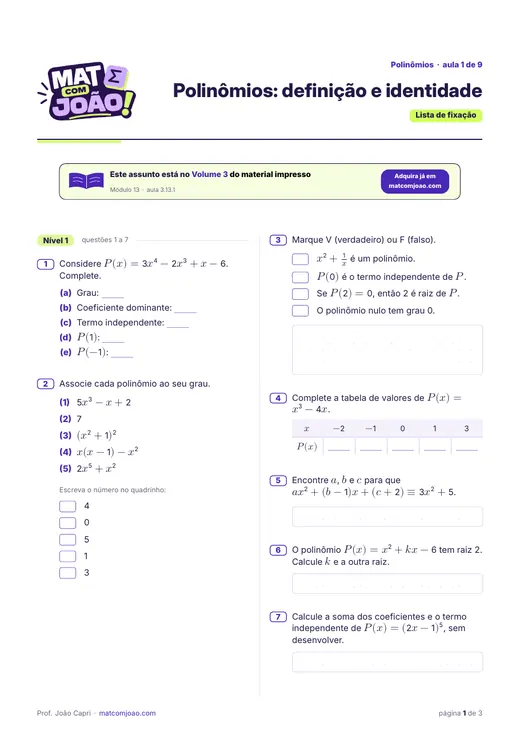 MAT Σ
COM
JOÃO!
Polinômios · aula 1 de 9
Polinômios: definição e identidade
Lista de fixação
Este assunto está no Volume 3 do material impresso
Módulo 13 · aula 3.13.1
Adquira já em
matcomjoao.com
Nível 1 questões 1 a 7
1 Considere P(x) = 3x⁴ − 2x³ + x − 6.
Complete.
(a) Grau: ____
(b) Coeficiente dominante: ____
(c) Termo independente: ____
(d) P(1): ____
(e) P(−1): ____
2 Associe cada polinômio ao seu grau.
(1) 5x³ − x + 2
(2) 7
(3) (x² + 1)²
(4) x(x − 1) − x²
(5) 2x⁵ + x²
Escreva o número no quadrinho:
4
0
5
1
3
3 Marque V (verdadeiro) ou F (falso).
x² + 1/x é um polinômio.
P(0) é o termo independente de P.
Se P(2) = 0, então 2 é raiz de P.
O polinômio nulo tem grau 0.
4 Complete a tabela de valores de P(x) =
x³ − 4x.
x −2 −1 0 1 3
P(x) ____ ____ ____ ____ ____
5 Encontre a, b e c para que
ax² + (b − 1)x + (c + 2) ≡ 3x² + 5.
6 O polinômio P(x) = x² + kx − 6 tem raiz 2.
Calcule k e a outra raiz.
7 Calcule a soma dos coeficientes e o termo
independente de P(x) = (2x − 1)⁵, sem
desenvolver.
Prof. João Capri · matcomjoao.com
página 1 de 3